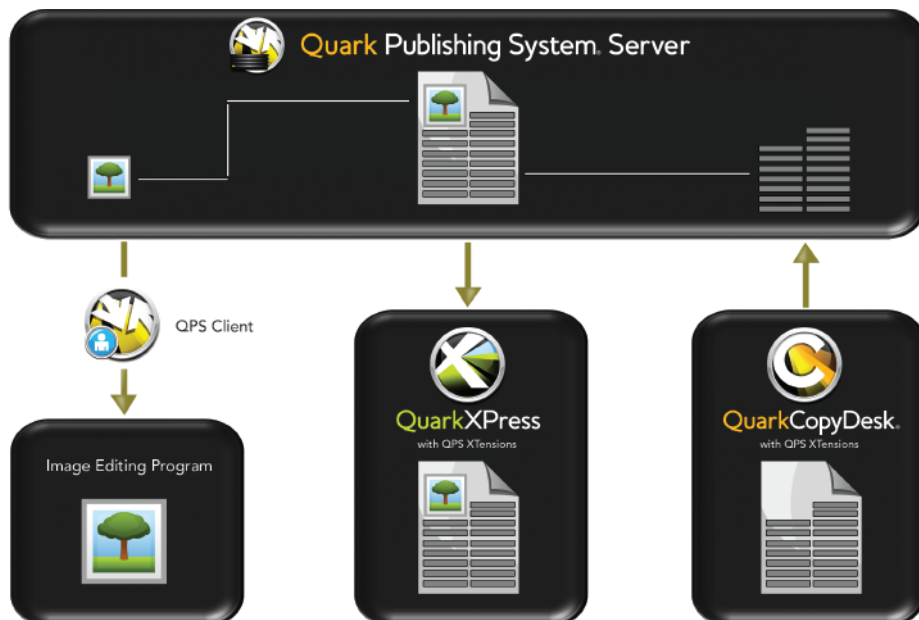 Quark Publishing System® Server
QPS Client
Image Editing Program
QuarkXPress
with QPS XTensions
QuarkCopyDesk®
with QPS XTensions